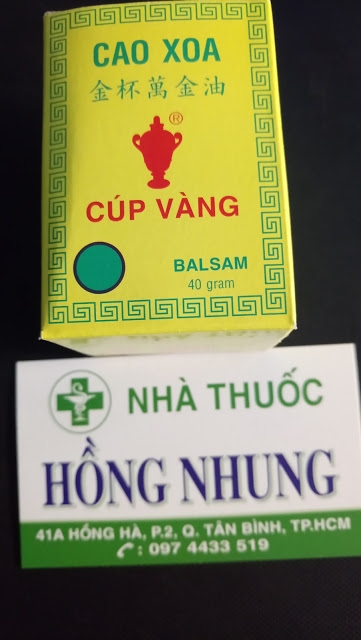 CAO XOA
金杯萬金油
®
CÚP VÀNG
BALSAM
40 gram
NHÀ THUỐC
HỒNG NHUNG
41A HỒNG HÀ, P.2, Q. TÂN BÌNH, TP.HCM
: 097 4433 519